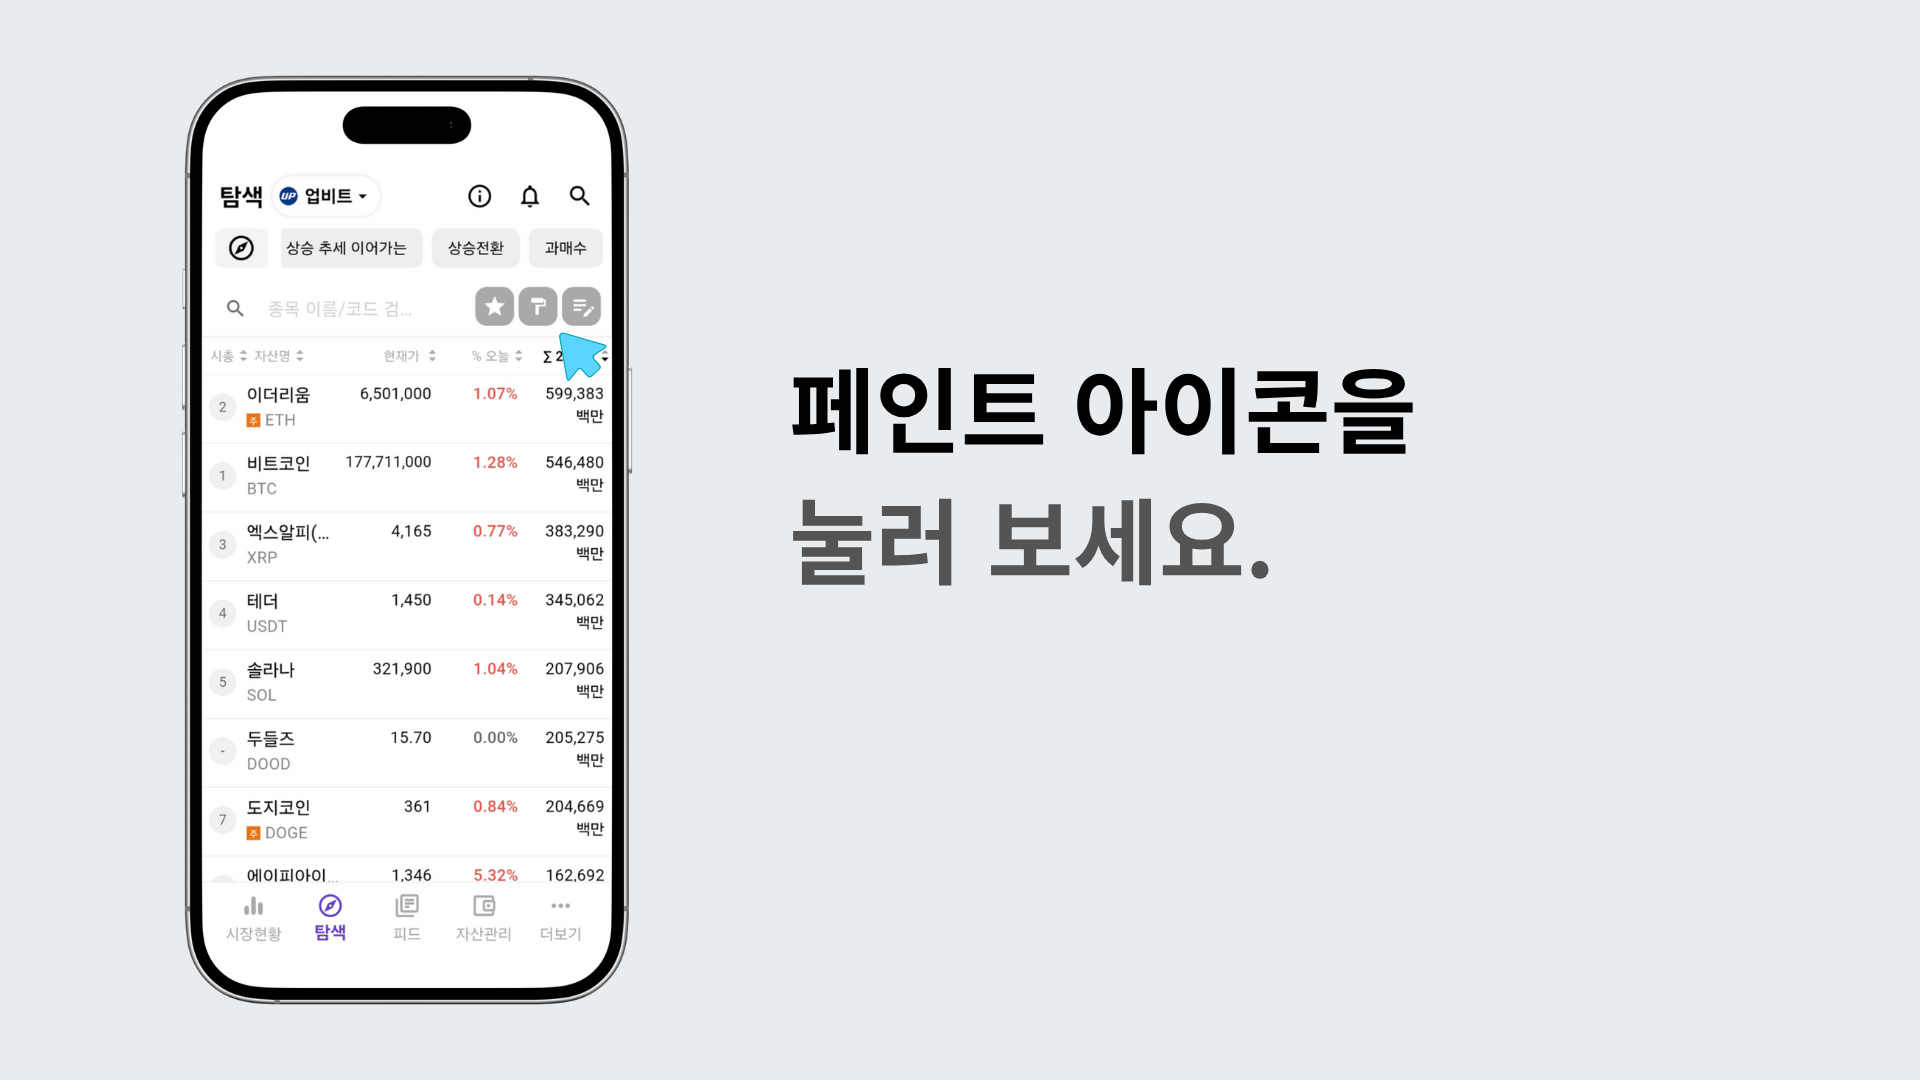 탐색 UP 업비트
상승 추세 이어가는 상승전환 과매수
종목 이름/코드 검...
시총 자산명 현재가 % 오늘 ∑ 2
2 이더리움 6,501,000 1.07% 599,383
주 ETH 백만
1 비트코인 177,711,000 1.28% 546,480
BTC 백만
3 엑스알피(... 4,165 0.77% 383,290
XRP 백만
4 테더 1,450 0.14% 345,062
USDT 백만
5 솔라나 321,900 1.04% 207,906
SOL 백만
- 두들즈 15.70 0.00% 205,275
DOOD 백만
7 도지코인 361 0.84% 204,669
주 DOGE 백만
에이피아이... 1,346 5.32% 162,692
시장현황 탐색 피드 자산관리 더보기
페인트 아이콘을
눌러 보세요.